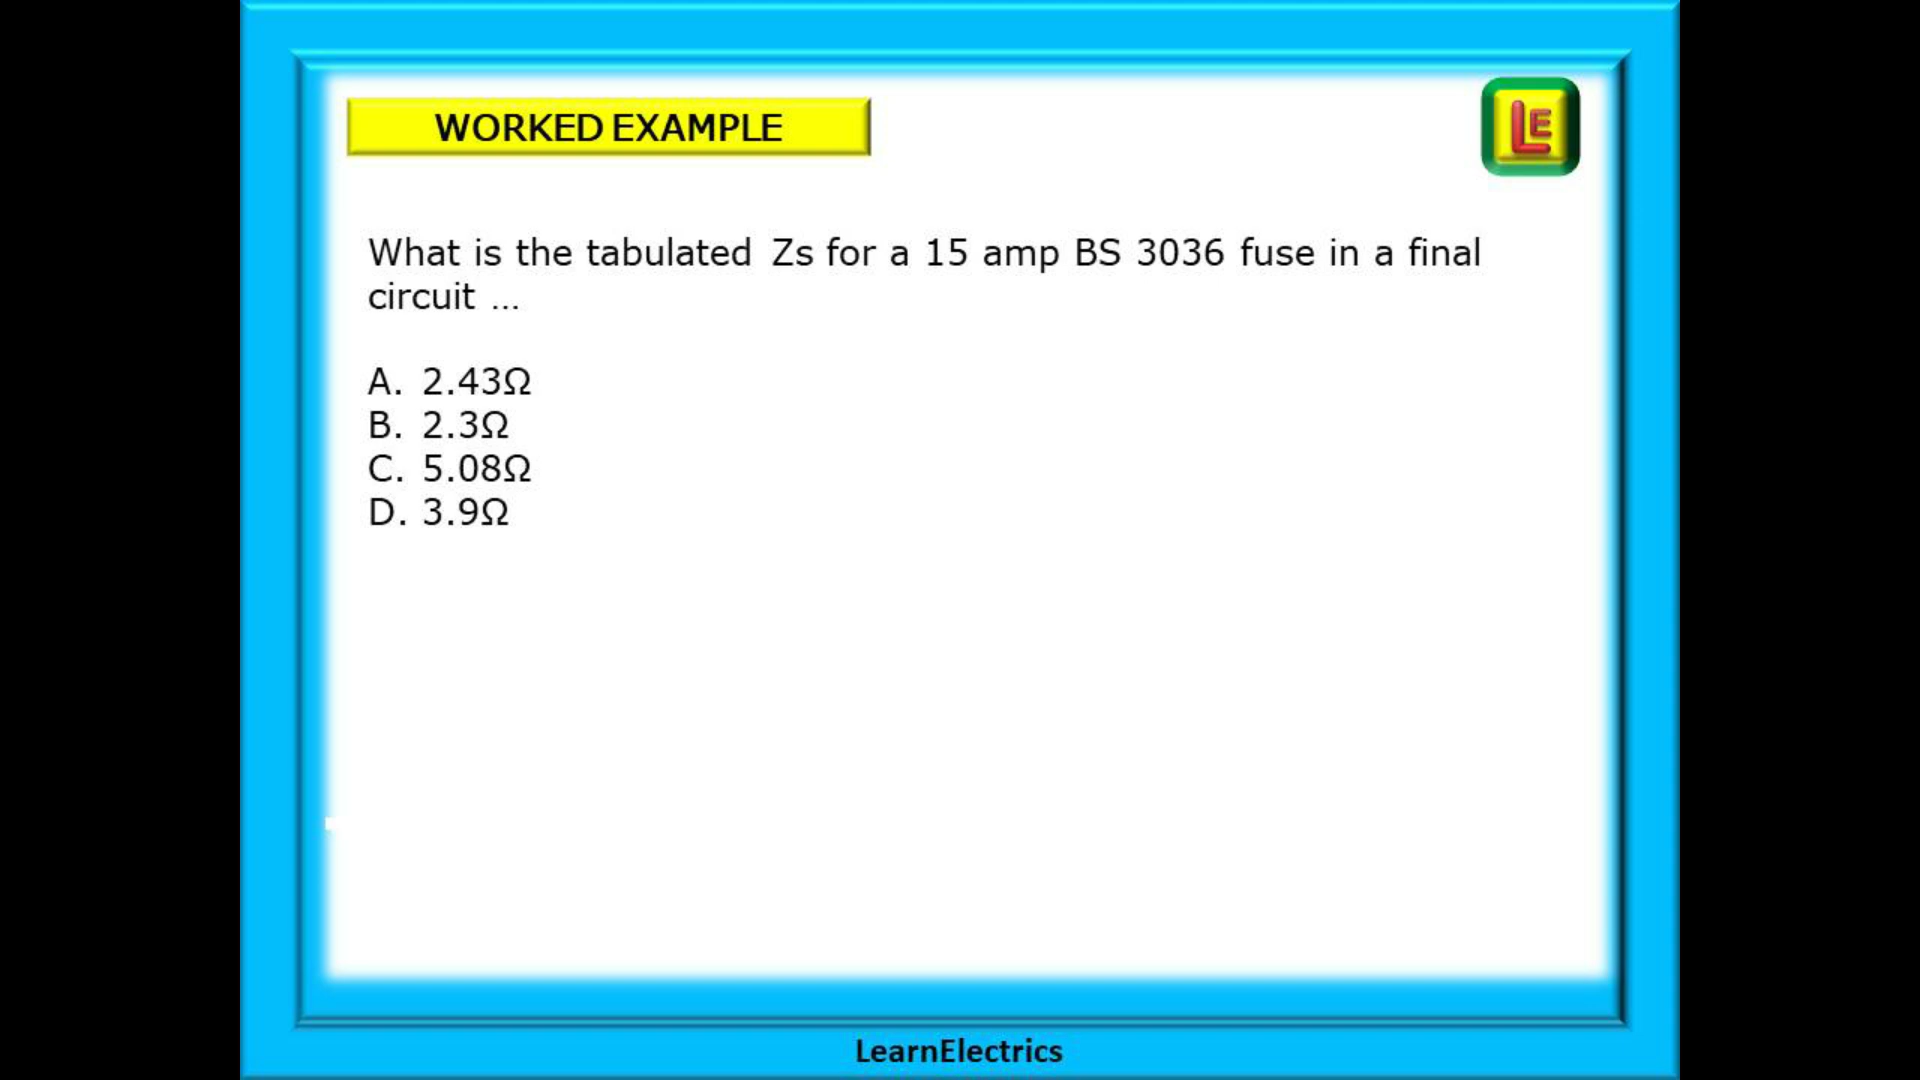 WORKED EXAMPLE
LE
What is the tabulated Zs for a 15 amp BS 3036 fuse in a final
circuit ...
A. 2.43Ω
B. 2.3Ω
C. 5.08Ω
D. 3.9Ω
LearnElectrics